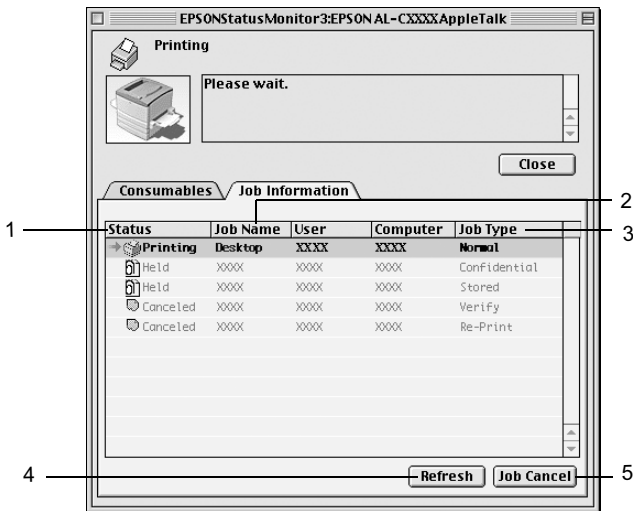 EPSONStatusMonitor3:EPSON AL-CXXXX AppleTalk
Printing
Please wait.
Close
Consumables Job Information
2
1 Status Job Name User Computer Job Type 3
Printing Desktop XXXX XXXX Normal
Held XXXX XXXX XXXX Confidential
Held XXXX XXXX XXXX Stored
Canceled XXXX XXXX XXXX Verify
Canceled XXXX XXXX XXXX Re-Print
4 Refresh Job Cancel 5